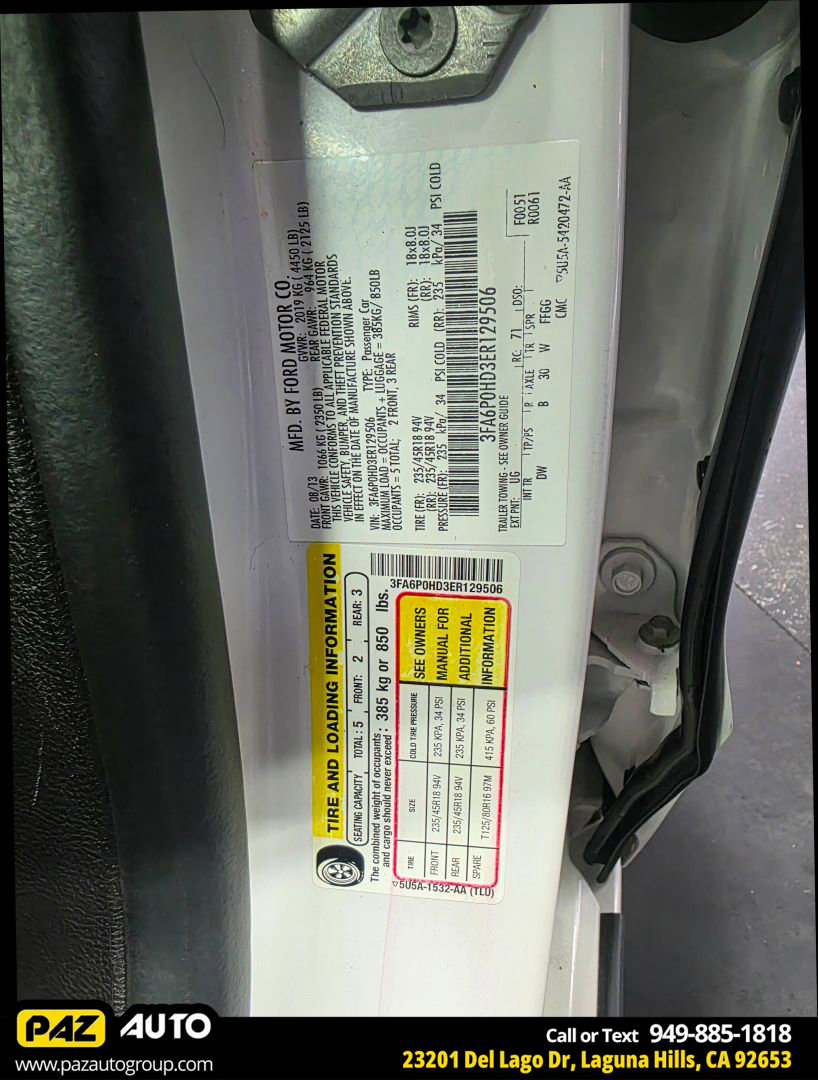 MFD. BY FORD MOTOR CO.
DATE: 08/13 GVWR: 2019 KG ( 4450 LB)
FRONT GAWR: 1066 KG ( 2350 LB) REAR GAWR: 964 KG ( 2125 LB)
THIS VEHICLE CONFORMS TO ALL APPLICABLE FEDERAL MOTOR
VEHICLE SAFETY, BUMPER, AND THEFT PREVENTION STANDARDS
IN EFFECT ON THE DATE OF MANUFACTURE SHOWN ABOVE.
VIN: 3FA6P0HD3ER129506 TYPE: Passenger Car
MAXIMUM LOAD = OCCUPANTS + LUGGAGE = 385KG/ 850LB
OCCUPANTS = 5 TOTAL; 2 FRONT, 3 REAR
TIRE (FR): 235/45R18 94V RIMS (FR): 18x8.0J
(RR): 235/45R18 94V (RR): 18x8.0J
PRESSURE (FR): 235 kPa/ 34 PSI COLD (RR): 235 kPa/ 34 PSI COLD
3FA6P0HD3ER129506
TRAILER TOWING - SEE OWNER GUIDE
F0051
R0061
EXT PNT: UG RC: 71 DSO:
INT TR TP/PS R AXLE TR SPR
DW B 30 W FFGG
CMC
▽5U5A-5420472-AA
TIRE AND LOADING INFORMATION
SEATING CAPACITY TOTAL: 5 FRONT: 2 REAR: 3
The combined weight of occupants and cargo should never exceed: 385 kg or 850 lbs.
3FA6P0HD3ER129506
TIRE SIZE COLD TIRE PRESSURE
FRONT 235/45R18 94V 235 KPA, 34 PSI
REAR 235/45R18 94V 235 KPA, 34 PSI
SPARE T125/80R16 97M 415 KPA, 60 PSI
SEE OWNERS
MANUAL FOR
ADDITIONAL
INFORMATION
▽5U5A-1532-AA (TLU)
PAZ AUTO
www.pazautogroup.com
Call or Text 949-885-1818
23201 Del Lago Dr, Laguna Hills, CA 92653